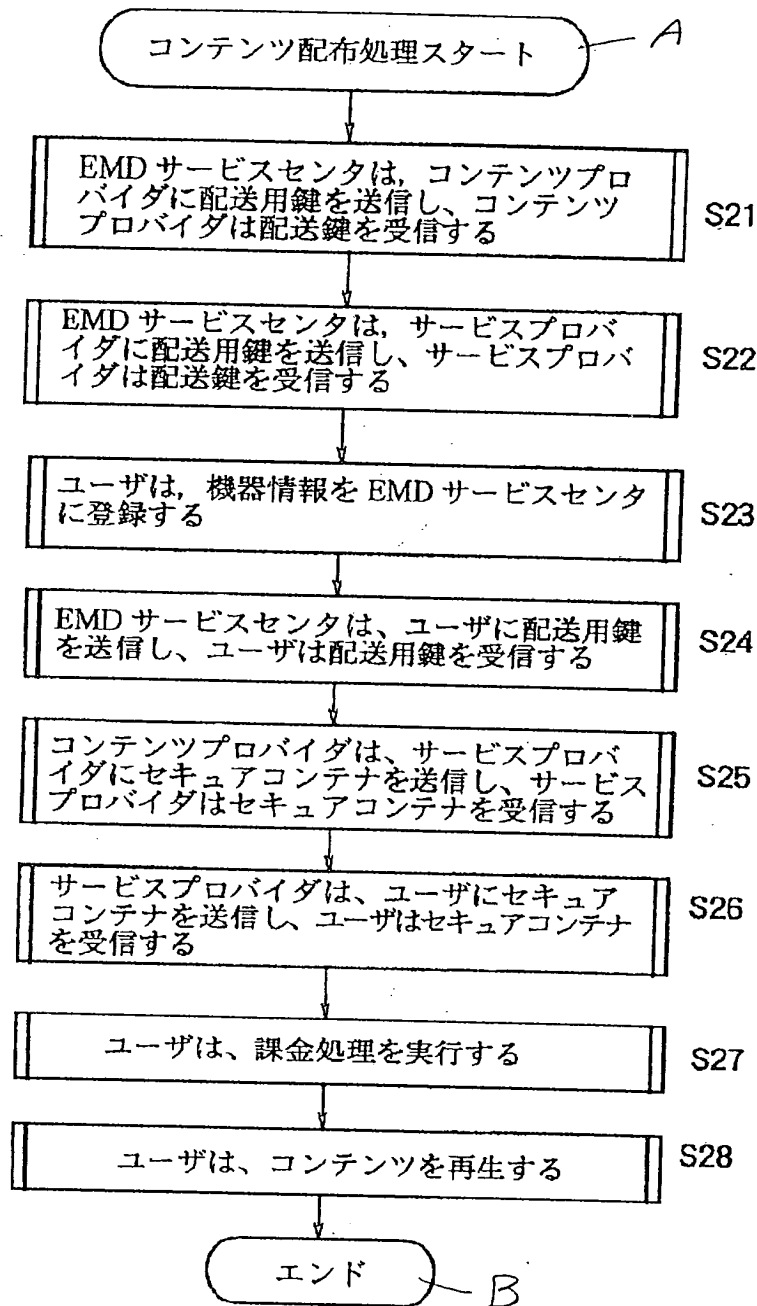 コンテンツ配布処理スタート
A
EMD サービスセンタは, コンテンツプロ
バイダに配送用鍵を送信し、コンテンツ
プロバイダは配送鍵を受信する
S21
EMD サービスセンタは, サービスプロバ
イダに配送用鍵を送信し、サービスプロバ
イダは配送鍵を受信する
S22
ユーザは, 機器情報を EMD サービスセンタ
に登録する
S23
EMD サービスセンタは、ユーザに配送用鍵
を送信し、ユーザは配送用鍵を受信する
S24
コンテンツプロバイダは、サービスプロバ
イダにセキュアコンテナを送信し、サービス
プロバイダはセキュアコンテナを受信する
S25
サービスプロバイダは、ユーザにセキュア
コンテナを送信し、ユーザはセキュアコンテナ
を受信する
S26
ユーザは、課金処理を実行する
S27
ユーザは、コンテンツを再生する
S28
エンド
B